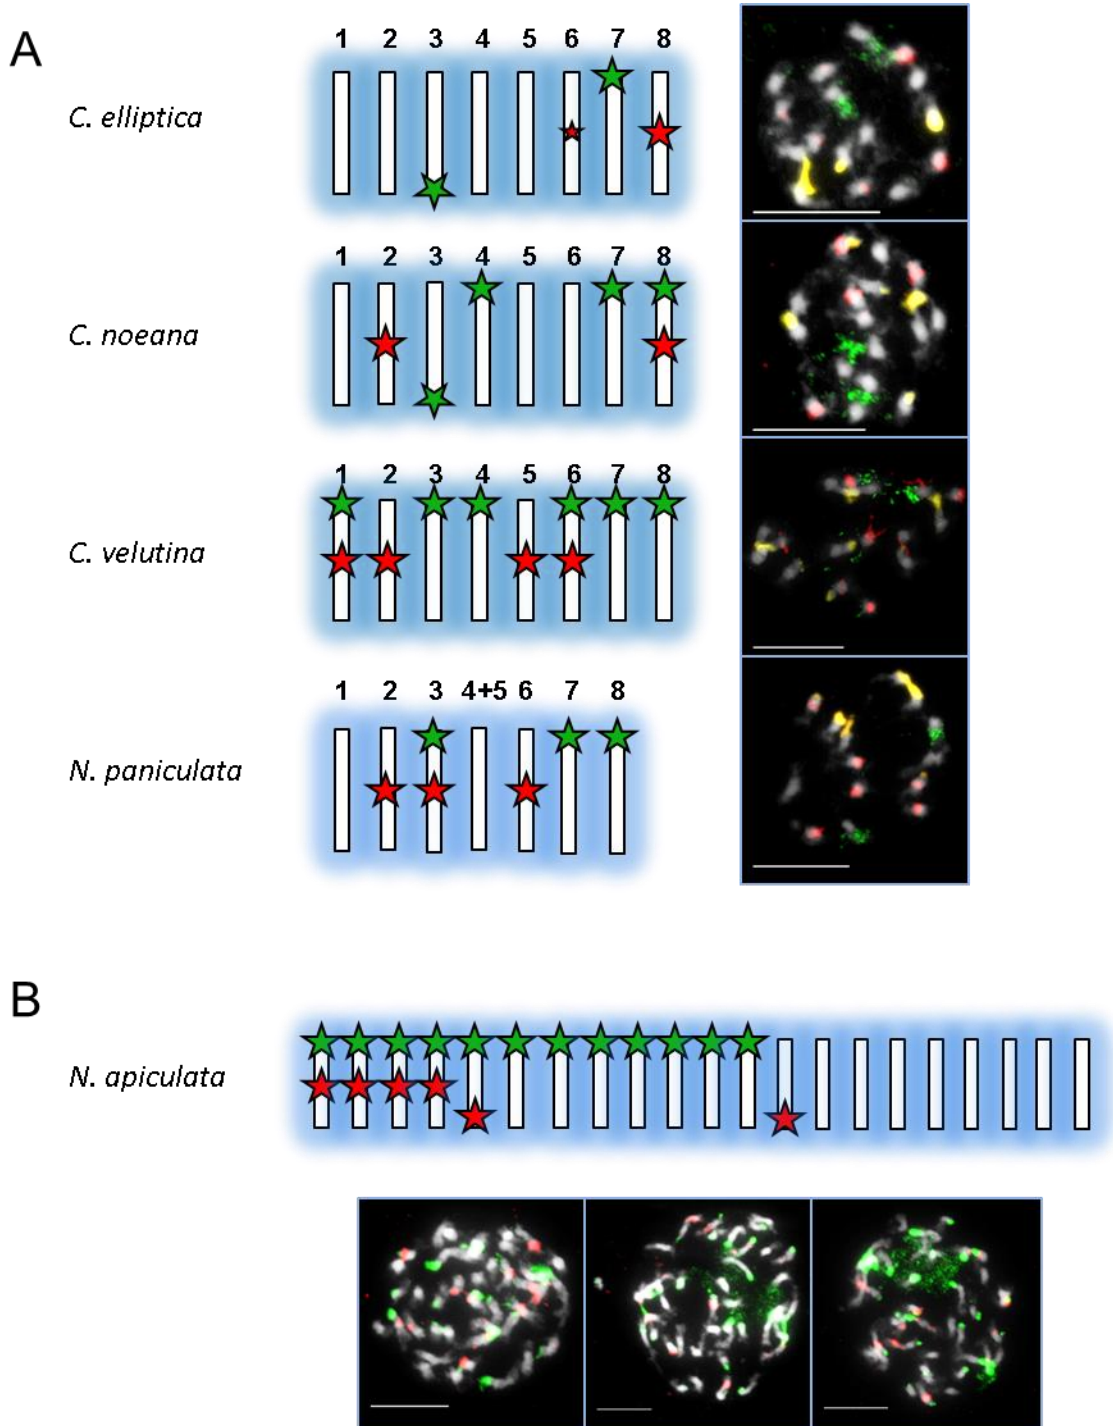 A
1 2 3 4 5 6 7 8
C. elliptica
1 2 3 4 5 6 7 8
C. noeana
1 2 3 4 5 6 7 8
C. velutina
1 2 3 4+5 6 7 8
N. paniculata
B
N. apiculata